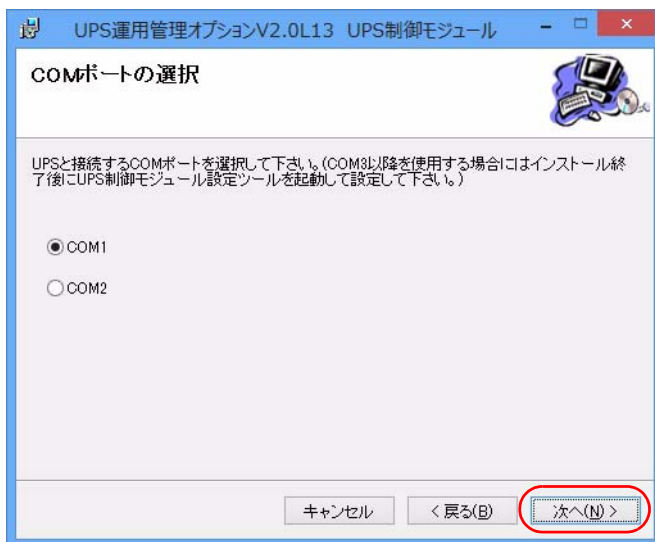 UPS運用管理オプションV2.0L13 UPS制御モジュール
COMポートの選択
UPSと接続するCOMポートを選択して下さい。(COM3以降を使用する場合にはインストール終
了後にUPS制御モジュール設定ツールを起動して設定して下さい。)
COM1
COM2
キャンセル
< 戻る(B)
次へ(N) >